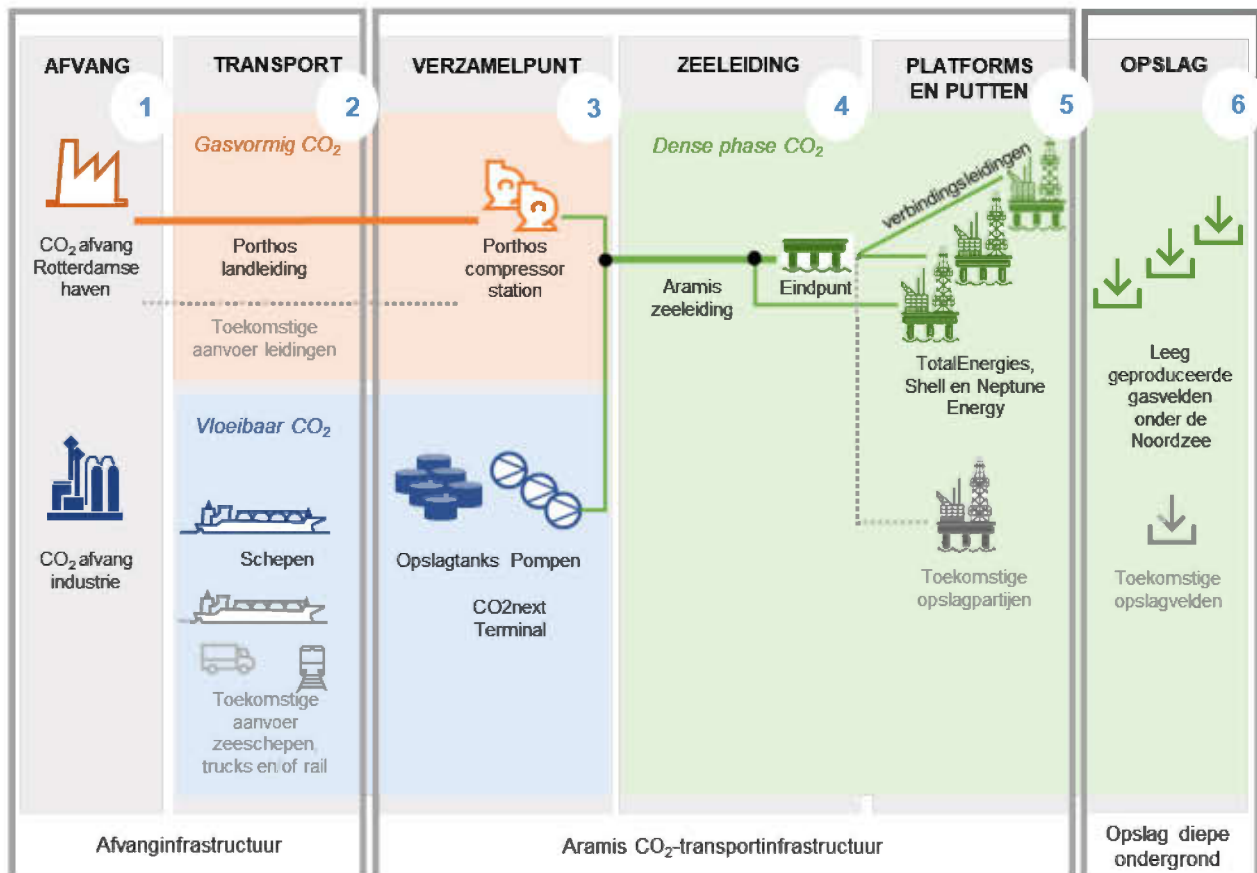 AFVANG
1
TRANSPORT
2
VERZAMELPUNT
3
ZEELEIDING
4
PLATFORMS
EN PUTTEN
5
OPSLAG
6
Gasvormig CO₂
Dense phase CO₂
verbindingsleidingen
CO₂ afvang
Rotterdamse
haven
Porthos
landleiding
Porthos
compressor
station
Aramis
zeeleiding
Eindpunt
Toekomstige
aanvoer leidingen
TotalEnergies,
Shell en Neptune
Energy
Leeg
geproduceerde
gasvelden
onder de
Noordzee
Vloeibaar CO₂
CO₂ afvang
industrie
Schepen
Opslagtanks
Pompen
CO2next
Terminal
Toekomstige
opslagpartijen
Toekomstige
opslagvelden
Toekomstige
aanvoer
zeeschepen,
trucks en/of rail
Afvanginfrastructuur
Aramis CO₂-transportinfrastructuur
Opslag diepe
ondergrond